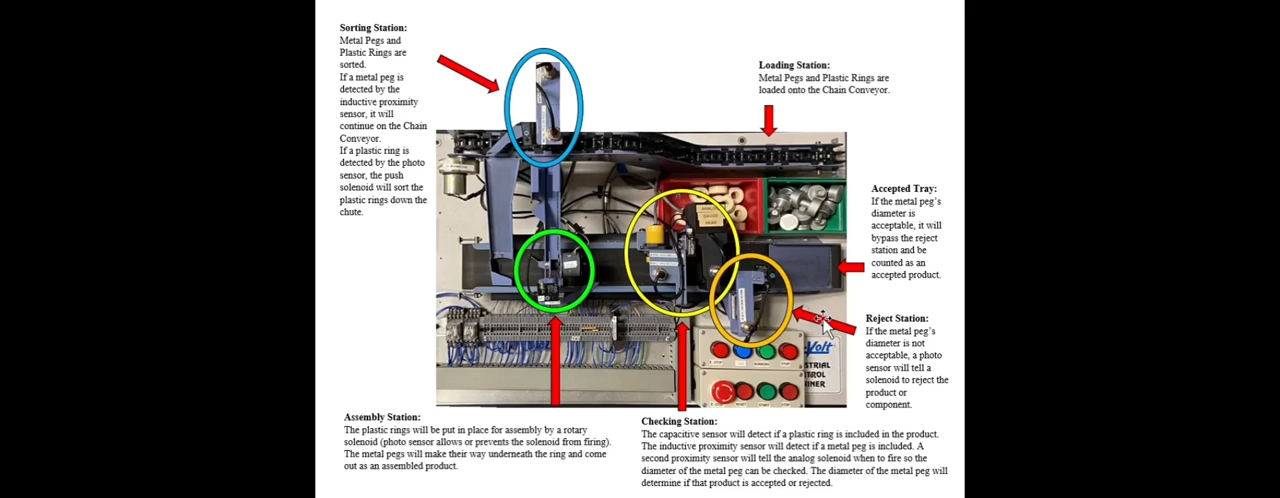 Sorting Station:
Metal Pegs and
Plastic Rings are
sorted.
If a metal peg is
detected by the
inductive proximity
sensor, it will
continue on the Chain
Conveyor.
If a plastic ring is
detected by the photo
sensor, the push
solenoid will sort the
plastic rings down the
chute.
Loading Station:
Metal Pegs and Plastic Rings are
loaded onto the Chain Conveyor.
Accepted Tray:
If the metal peg's
diameter is
acceptable, it will
bypass the reject
station and be
counted as an
accepted product.
Reject Station:
If the metal peg's
diameter is not
acceptable, a photo
sensor will tell a
solenoid to reject the
product or
component.
Assembly Station:
The plastic rings will be put in place for assembly by a rotary
solenoid (photo sensor allows or prevents the solenoid from firing).
The metal pegs will make their way underneath the ring and come
out as an assembled product.
Checking Station:
The capacitive sensor will detect if a plastic ring is included in the product.
The inductive proximity sensor will detect if a metal peg is included. A
second proximity sensor will tell the analog solenoid when to fire so the
diameter of the metal peg can be checked. The diameter of the metal peg will
determine if that product is accepted or rejected.
GAUGE
HEAD
Volt